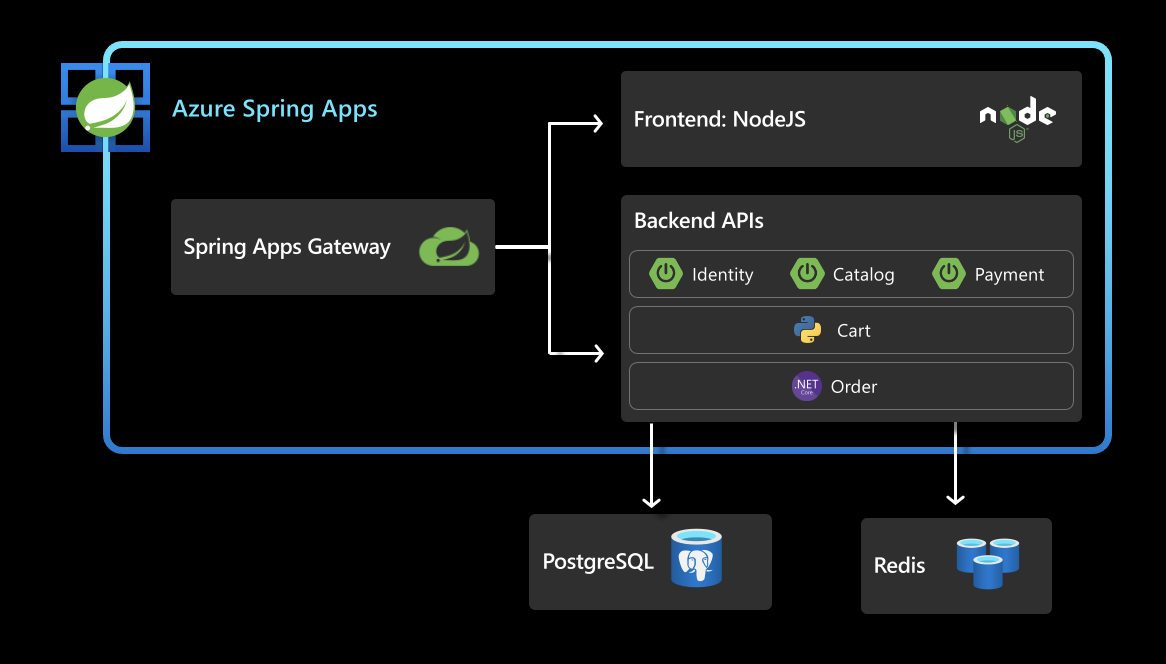 Azure Spring Apps
Frontend: NodeJS
node
JS
Spring Apps Gateway
Backend APIs
Identity
Catalog
Payment
Cart
.NET
Core
Order
PostgreSQL
Redis